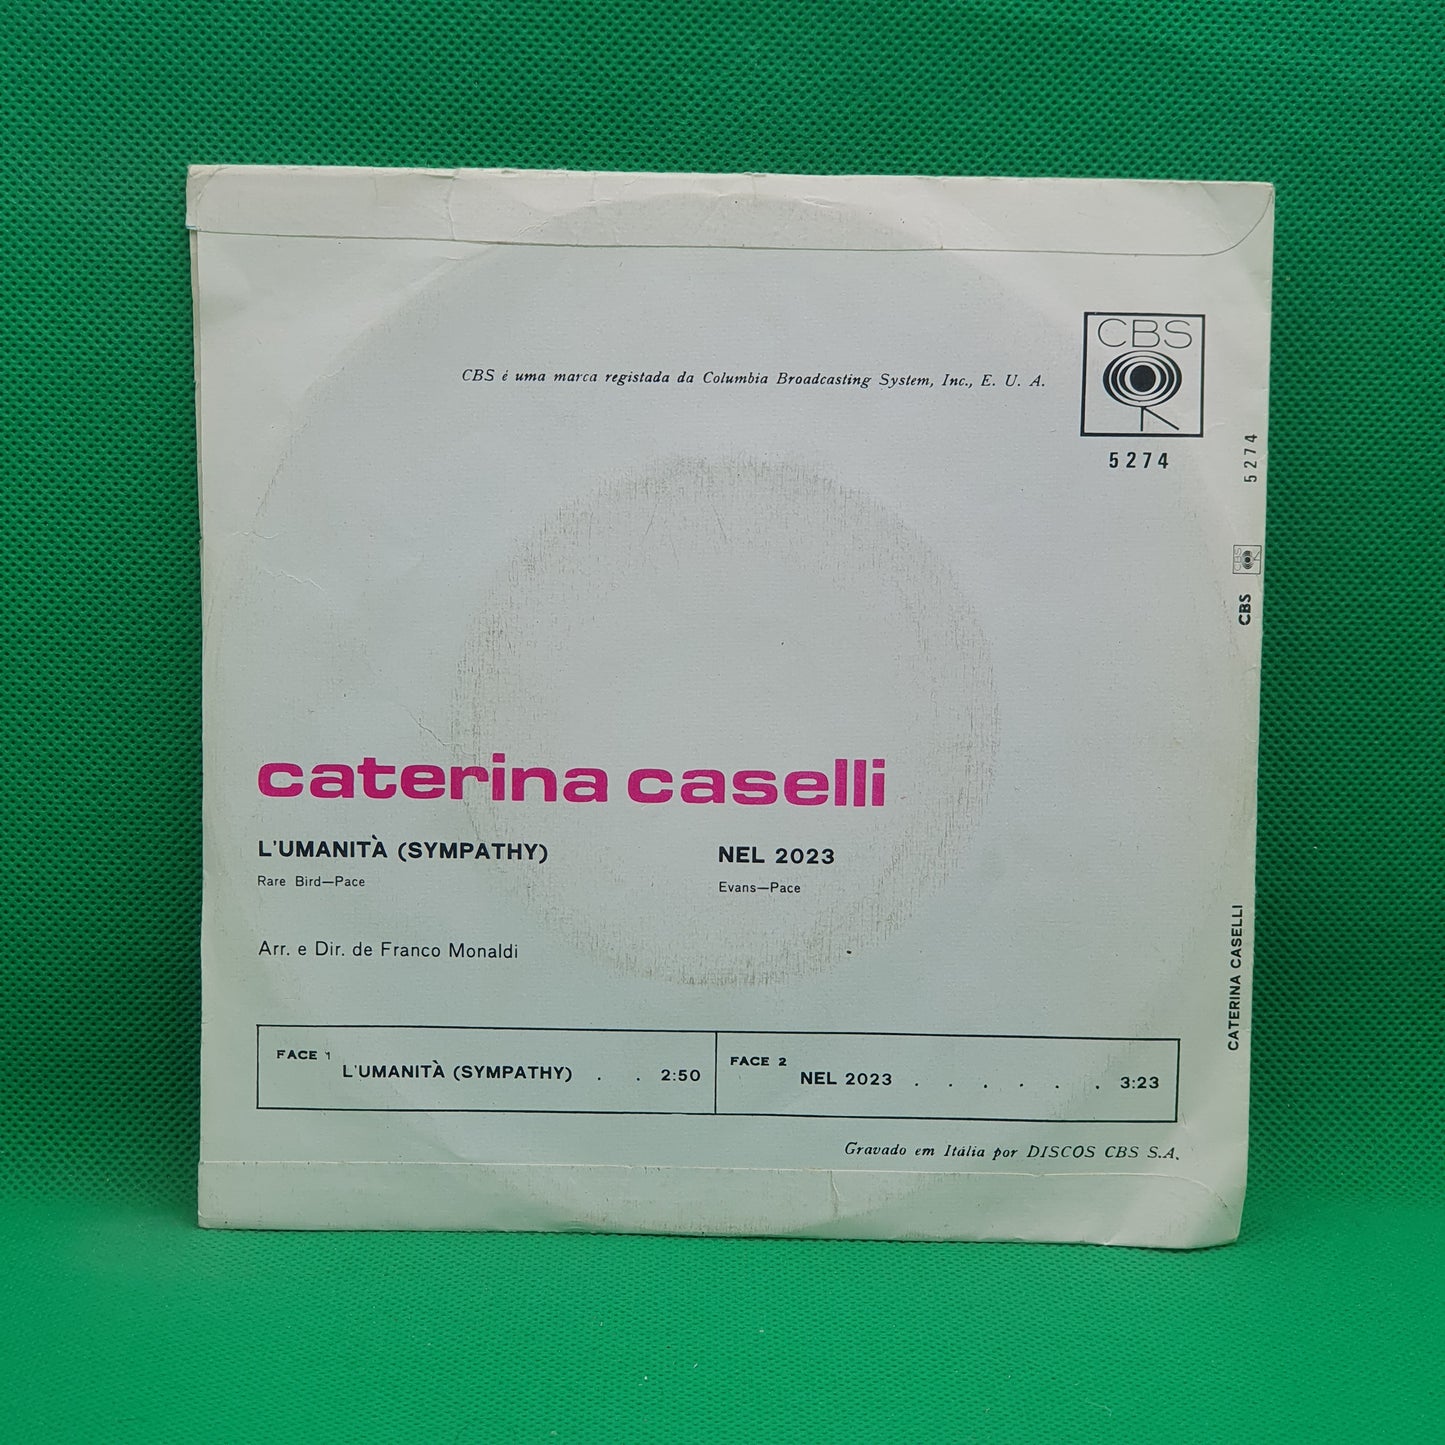 CBS
CBS é uma marca registada da Columbia Broadcasting System, Inc., E. U. A.
5274
5274
CBS
CBS
CATERINA CASELLI
caterina caselli
L'UMANITÀ (SYMPATHY)
Rare Bird—Pace
NEL 2023
Evans—Pace
Arr. e Dir. de Franco Monaldi
FACE 1
L'UMANITÀ (SYMPATHY) . . 2:50
FACE 2
NEL 2023 . . . . . . 3:23
Gravado em Itália por DISCOS CBS S.A.